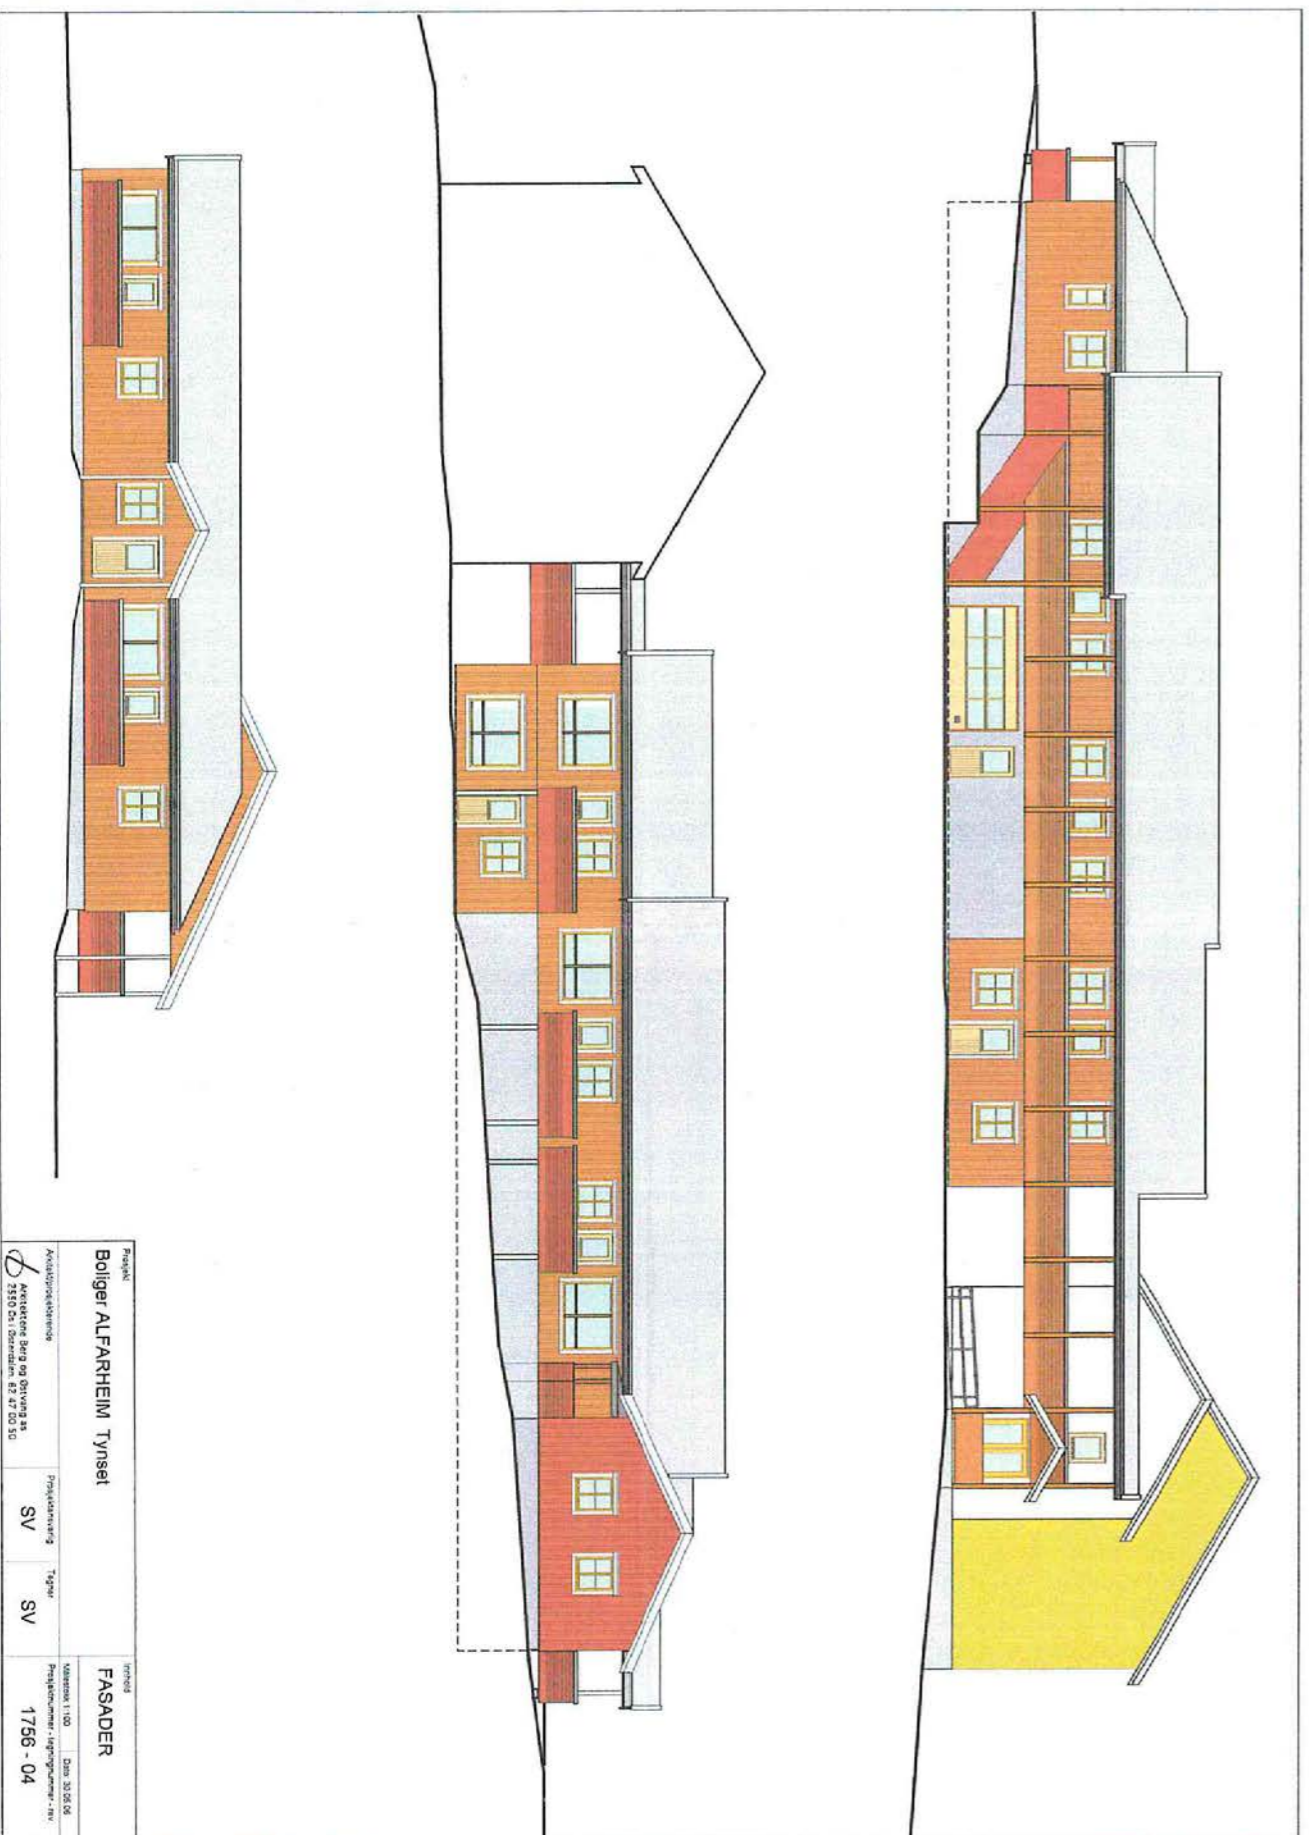 Prosjekt
Boliger ALFARHEIM Tynset
Innhold
FASADER
Målestokk 1:100
Dato 30.05.06
Arkitekt/prosjekterende
Arkitektene Berg og Østvang as
2550 Os i Østerdalen. 62 47 00 50
Prosjektansvarlig
SV
Tegner
SV
Prosjektnummer - tegningnummer - rev
1756 - 04